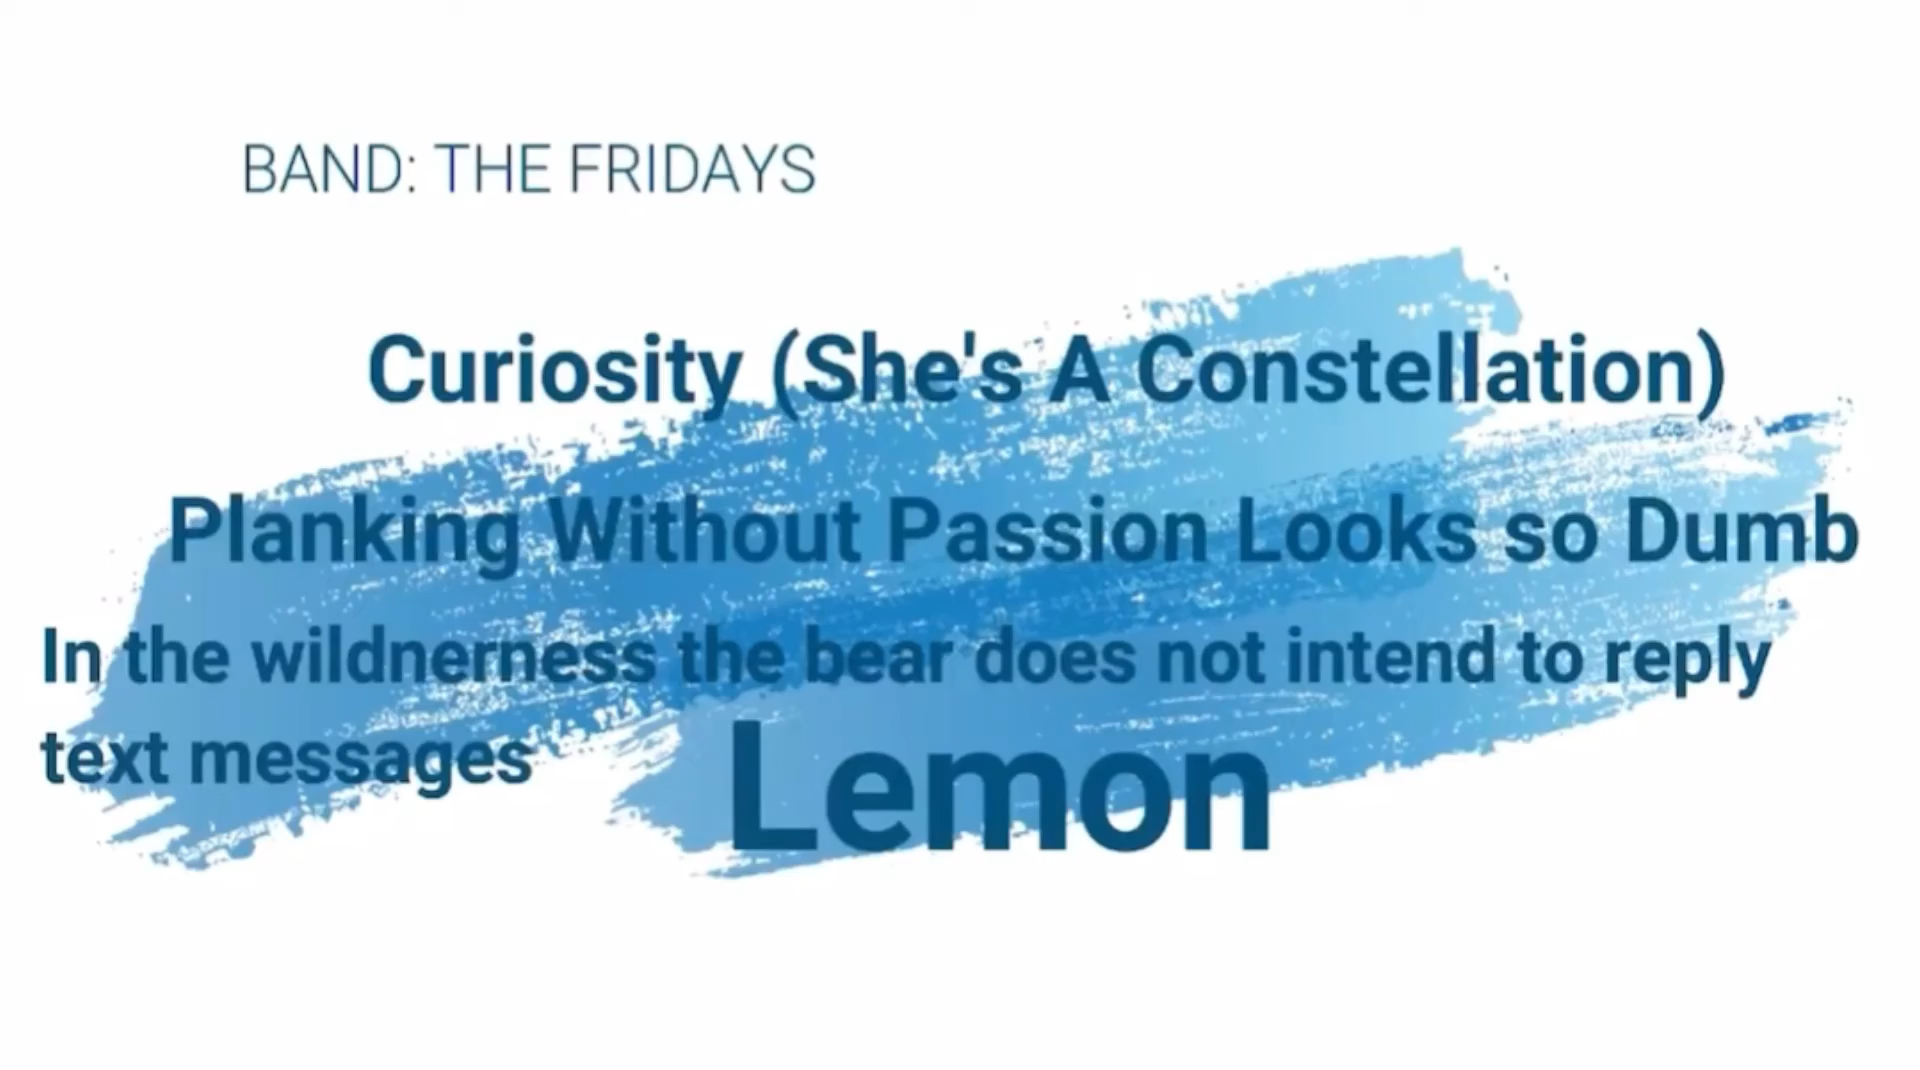 BAND: THE FRIDAYS
Curiosity (She's A Constellation)
Planking Without Passion Looks so Dumb
In the wildnerness the bear does not intend to reply
text messages
Lemon